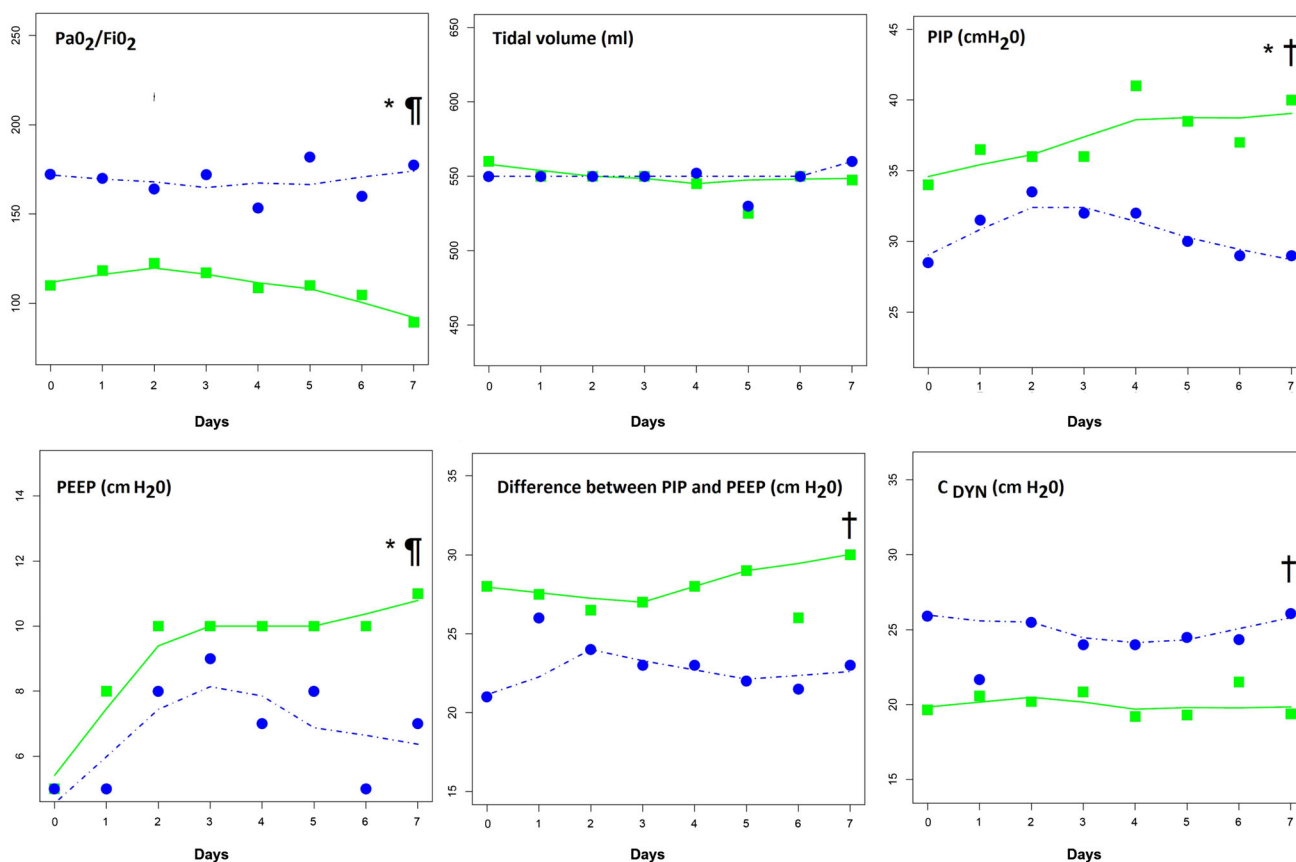 PaO₂/FiO₂
250
200
150
100
* ¶
0 1 2 3 4 5 6 7
Days
Tidal volume (ml)
650
600
550
500
450
0 1 2 3 4 5 6 7
Days
PIP (cmH₂0)
40
35
30
25
* †
0 1 2 3 4 5 6 7
Days
PEEP (cm H₂0)
14
12
10
8
6
* ¶
0 1 2 3 4 5 6 7
Days
Difference between PIP and PEEP (cm H₂0)
35
30
25
20
15
†
0 1 2 3 4 5 6 7
Days
C DYN (cm H₂0)
35
30
25
20
15
†
0 1 2 3 4 5 6 7
Days